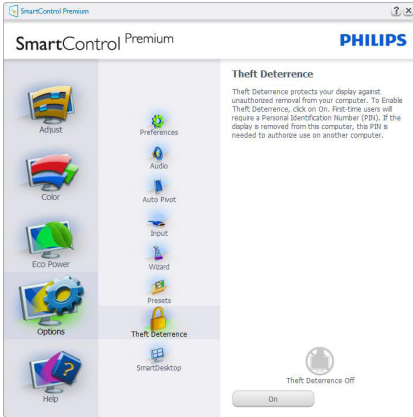 SmartControl Premium
SmartControl Premium
PHILIPS
Adjust
Color
Eco Power
Options
Help
Preferences
Audio
Auto Pivot
Input
Wizard
Presets
Theft Deterrence
SmartDesktop
Theft Deterrence
Theft Deterrence protects your display against
unauthorized removal from your computer. To Enable
Theft Deterrence, click on On. First-time users will
require a Personal Identification Number (PIN). If the
display is removed from this computer, this PIN is
needed to authorize use on another computer.
Theft Deterrence Off
On